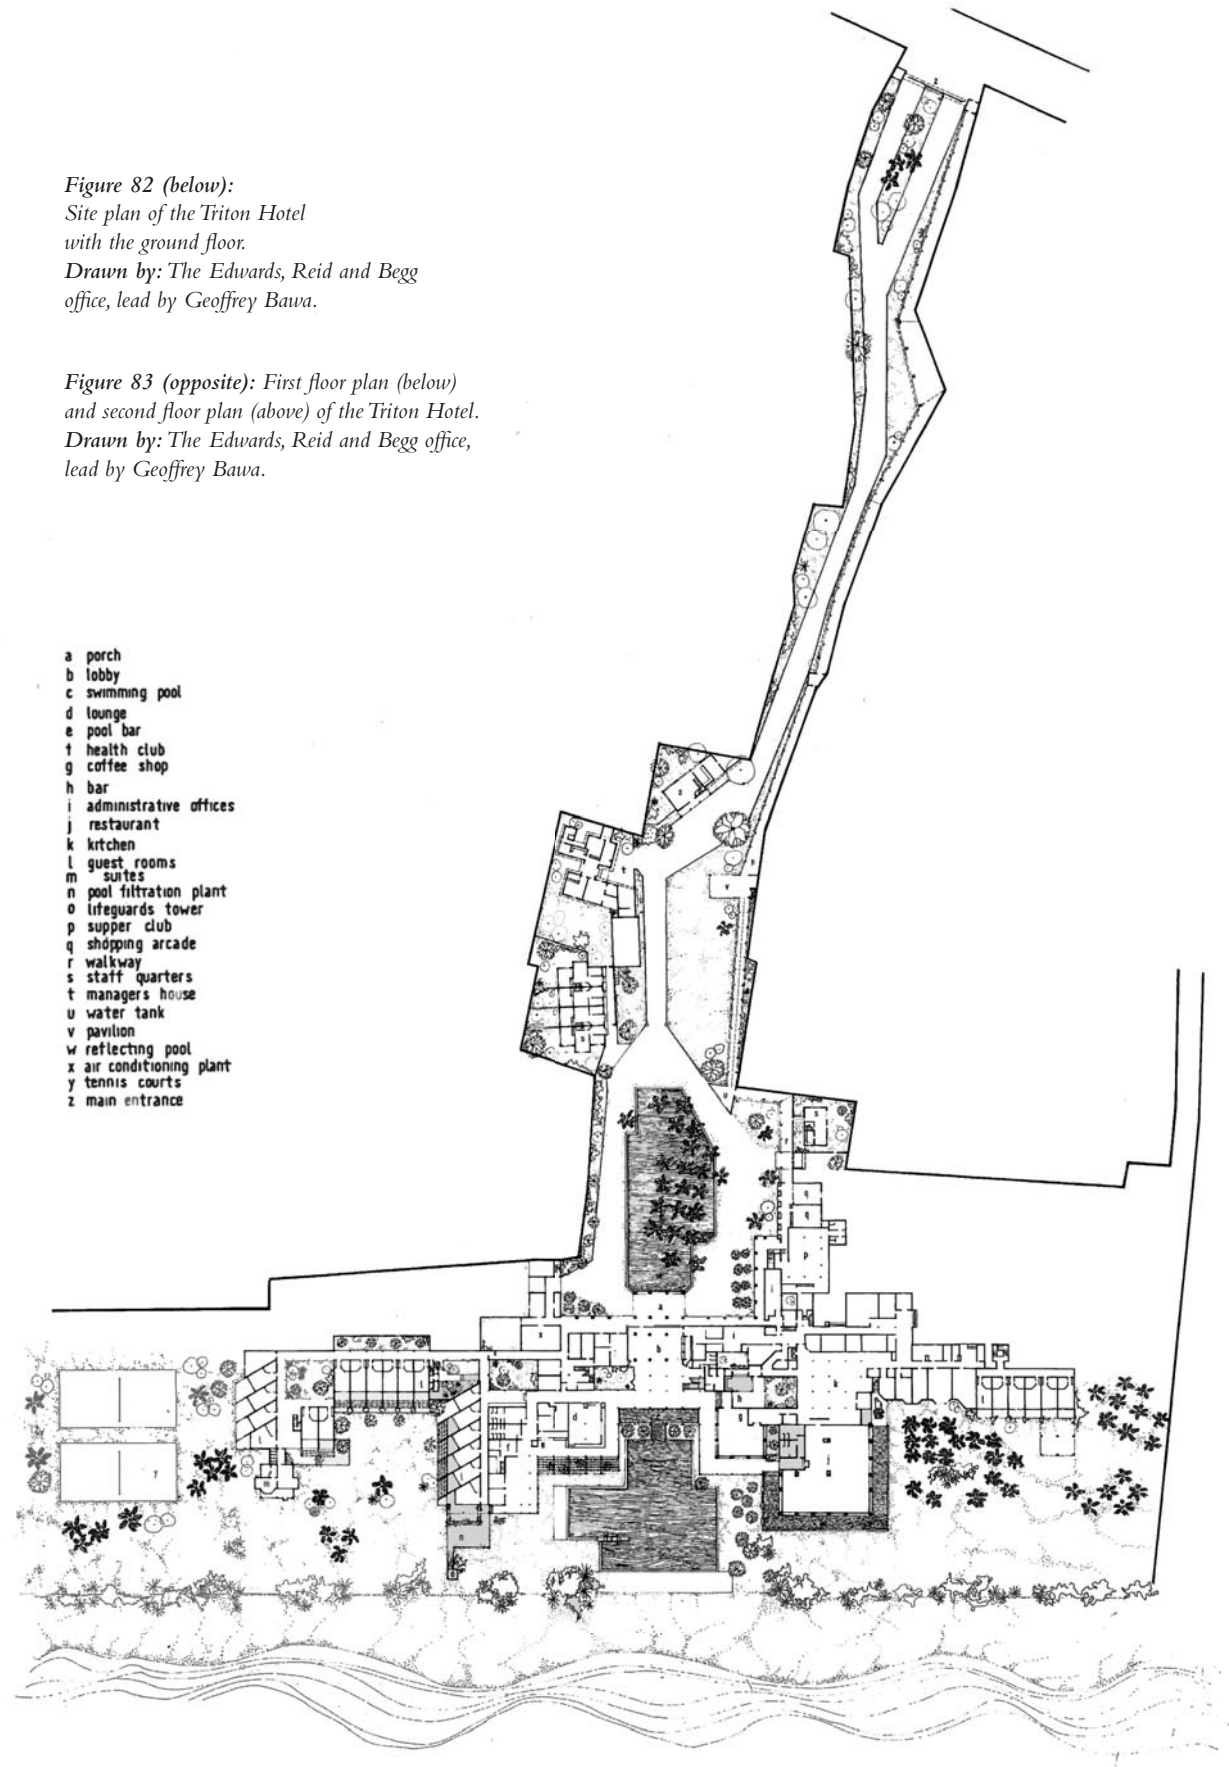 Figure 82 (below):
Site plan of the Triton Hotel
with the ground floor.
Drawn by: The Edwards, Reid and Begg
office, lead by Geoffrey Bawa.
Figure 83 (opposite): First floor plan (below)
and second floor plan (above) of the Triton Hotel.
Drawn by: The Edwards, Reid and Begg office,
lead by Geoffrey Bawa.
a porch
b lobby
c swimming pool
d lounge
e pool bar
f health club
g coffee shop
h bar
i administrative offices
j restaurant
k kitchen
l guest rooms
m suites
n pool filtration plant
o lifeguards tower
p supper club
q shopping arcade
r walkway
s staff quarters
t managers house
u water tank
v pavilion
w reflecting pool
x air conditioning plant
y tennis courts
z main entrance
z
z
t
v
s
s
u
r
s
q
q
p
i
a
x
b
i
k
h
g
d
e
f
l
l
j
y
n